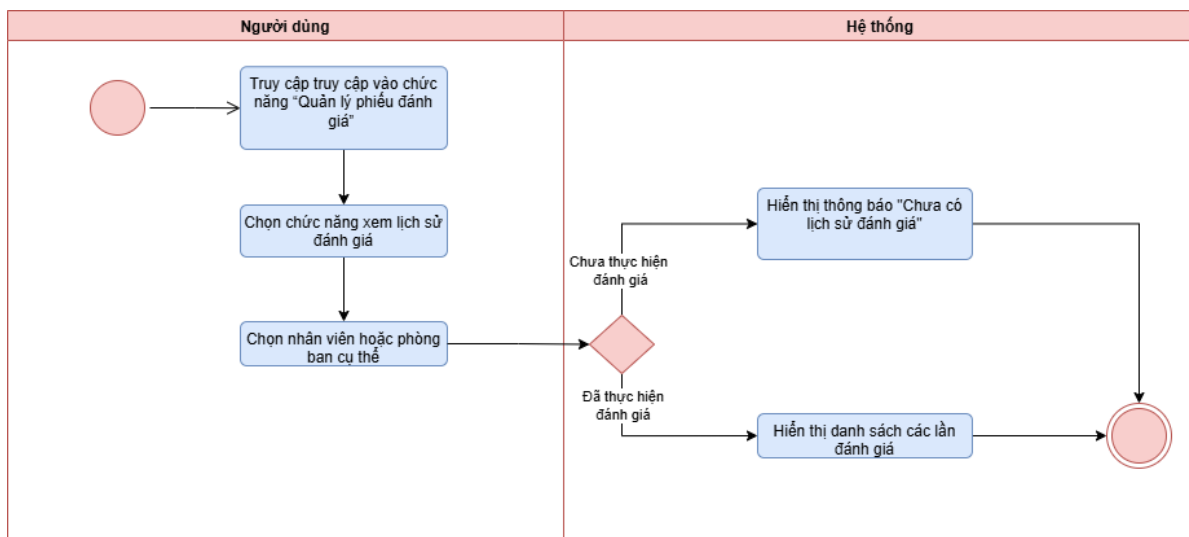 Người dùng
Hệ thống
Truy cập truy cập vào chức
năng “Quản lý phiếu đánh
giá”
Chọn chức năng xem lịch sử
đánh giá
Chọn nhân viên hoặc phòng
ban cụ thể
Chưa thực hiện
đánh giá
Hiển thị thông báo "Chưa có
lịch sử đánh giá"
Đã thực hiện
đánh giá
Hiển thị danh sách các lần
đánh giá